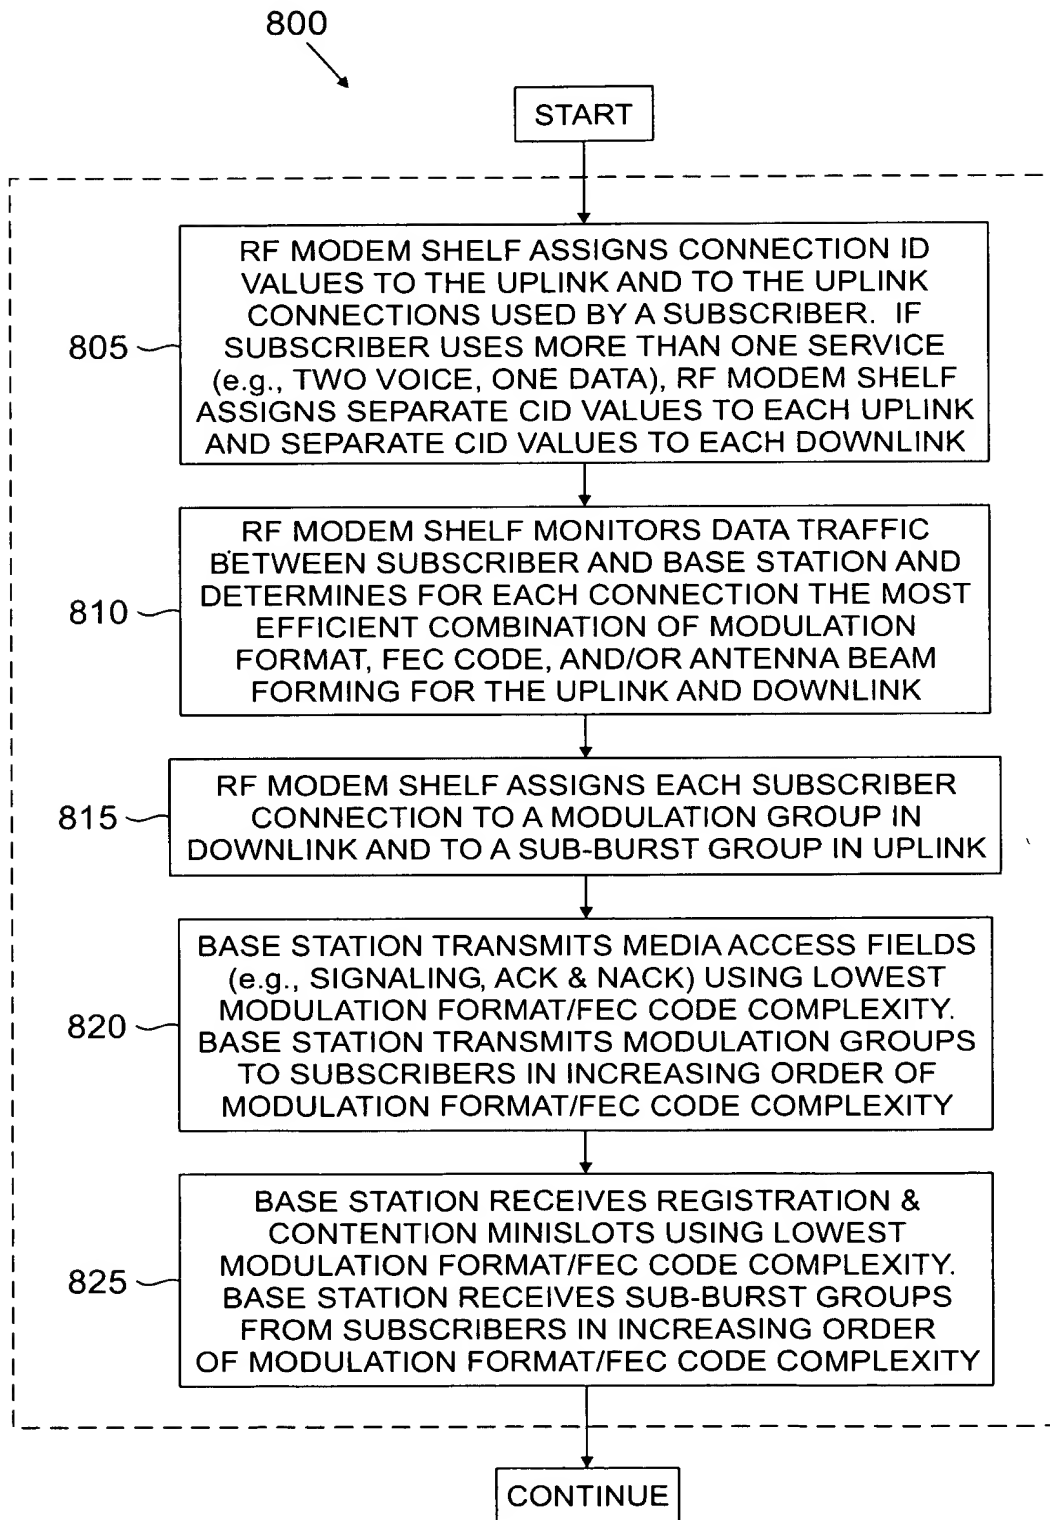 800
START
805
RF MODEM SHELF ASSIGNS CONNECTION ID
VALUES TO THE UPLINK AND TO THE UPLINK
CONNECTIONS USED BY A SUBSCRIBER. IF
SUBSCRIBER USES MORE THAN ONE SERVICE
(e.g., TWO VOICE, ONE DATA), RF MODEM SHELF
ASSIGNS SEPARATE CID VALUES TO EACH UPLINK
AND SEPARATE CID VALUES TO EACH DOWNLINK
810
RF MODEM SHELF MONITORS DATA TRAFFIC
BETWEEN SUBSCRIBER AND BASE STATION AND
DETERMINES FOR EACH CONNECTION THE MOST
EFFICIENT COMBINATION OF MODULATION
FORMAT, FEC CODE, AND/OR ANTENNA BEAM
FORMING FOR THE UPLINK AND DOWNLINK
815
RF MODEM SHELF ASSIGNS EACH SUBSCRIBER
CONNECTION TO A MODULATION GROUP IN
DOWNLINK AND TO A SUB-BURST GROUP IN UPLINK
820
BASE STATION TRANSMITS MEDIA ACCESS FIELDS
(e.g., SIGNALING, ACK & NACK) USING LOWEST
MODULATION FORMAT/FEC CODE COMPLEXITY.
BASE STATION TRANSMITS MODULATION GROUPS
TO SUBSCRIBERS IN INCREASING ORDER OF
MODULATION FORMAT/FEC CODE COMPLEXITY
825
BASE STATION RECEIVES REGISTRATION &
CONTENTION MINISLOTS USING LOWEST
MODULATION FORMAT/FEC CODE COMPLEXITY.
BASE STATION RECEIVES SUB-BURST GROUPS
FROM SUBSCRIBERS IN INCREASING ORDER
OF MODULATION FORMAT/FEC CODE COMPLEXITY
CONTINUE